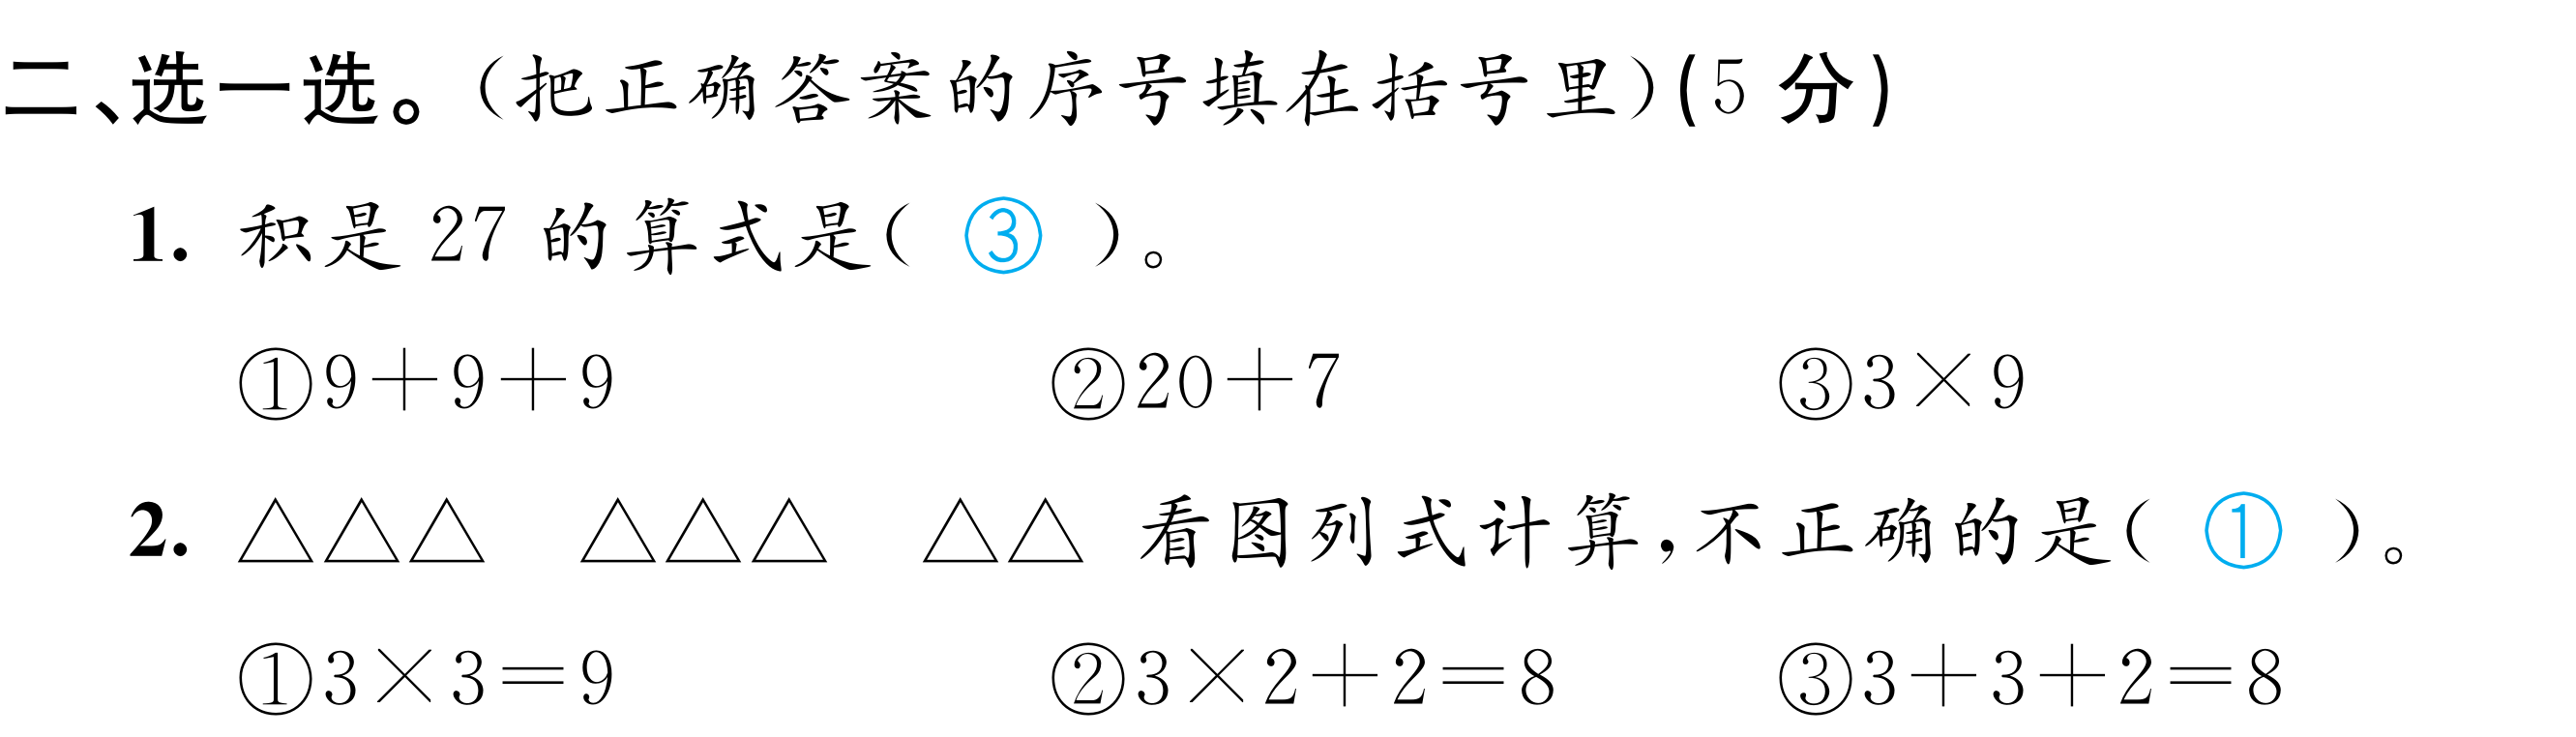 二、选一选。(把正确答案的序号填在括号里)(5 分)
1. 积是 27 的算式是( ③ )。
①9+9+9 ②20+7 ③3×9
2. △△△ △△△ △△ 看图列式计算,不正确的是( ① )。
①3×3=9 ②3×2+2=8 ③3+3+2=8